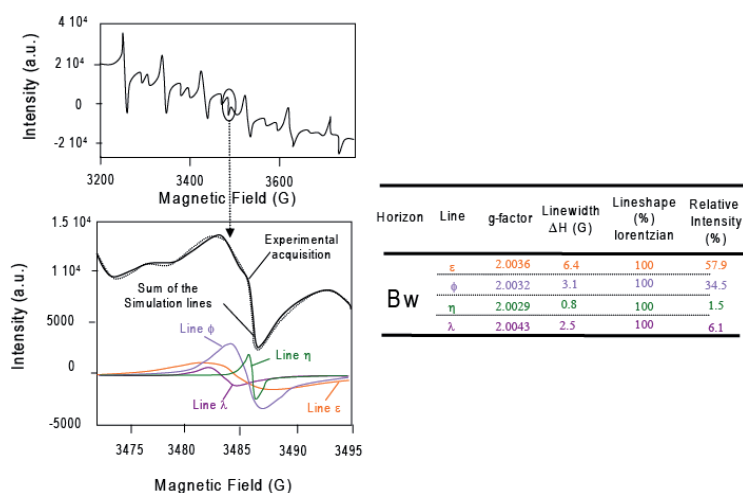 4 10⁴
2 10⁴
0
-2 10⁴
Intensity (a.u.)
3200
3400
3600
Magnetic Field (G)
1.5 10⁴
1 10⁴
5000
0
-5000
Intensity (a.u.)
Experimental
acquisition
Sum of the
Simulation lines
Line ϕ
Line η
Line λ
Line ε
3475
3480
3485
3490
3495
Magnetic Field (G)
Horizon Line g-factor Linewidth ΔH (G) Lineshape (%) lorentzian Relative Intensity (%)
Bw
ε 2.0036 6.4 100 57.9
ϕ 2.0032 3.1 100 34.5
η 2.0029 0.8 100 1.5
λ 2.0043 2.5 100 6.1